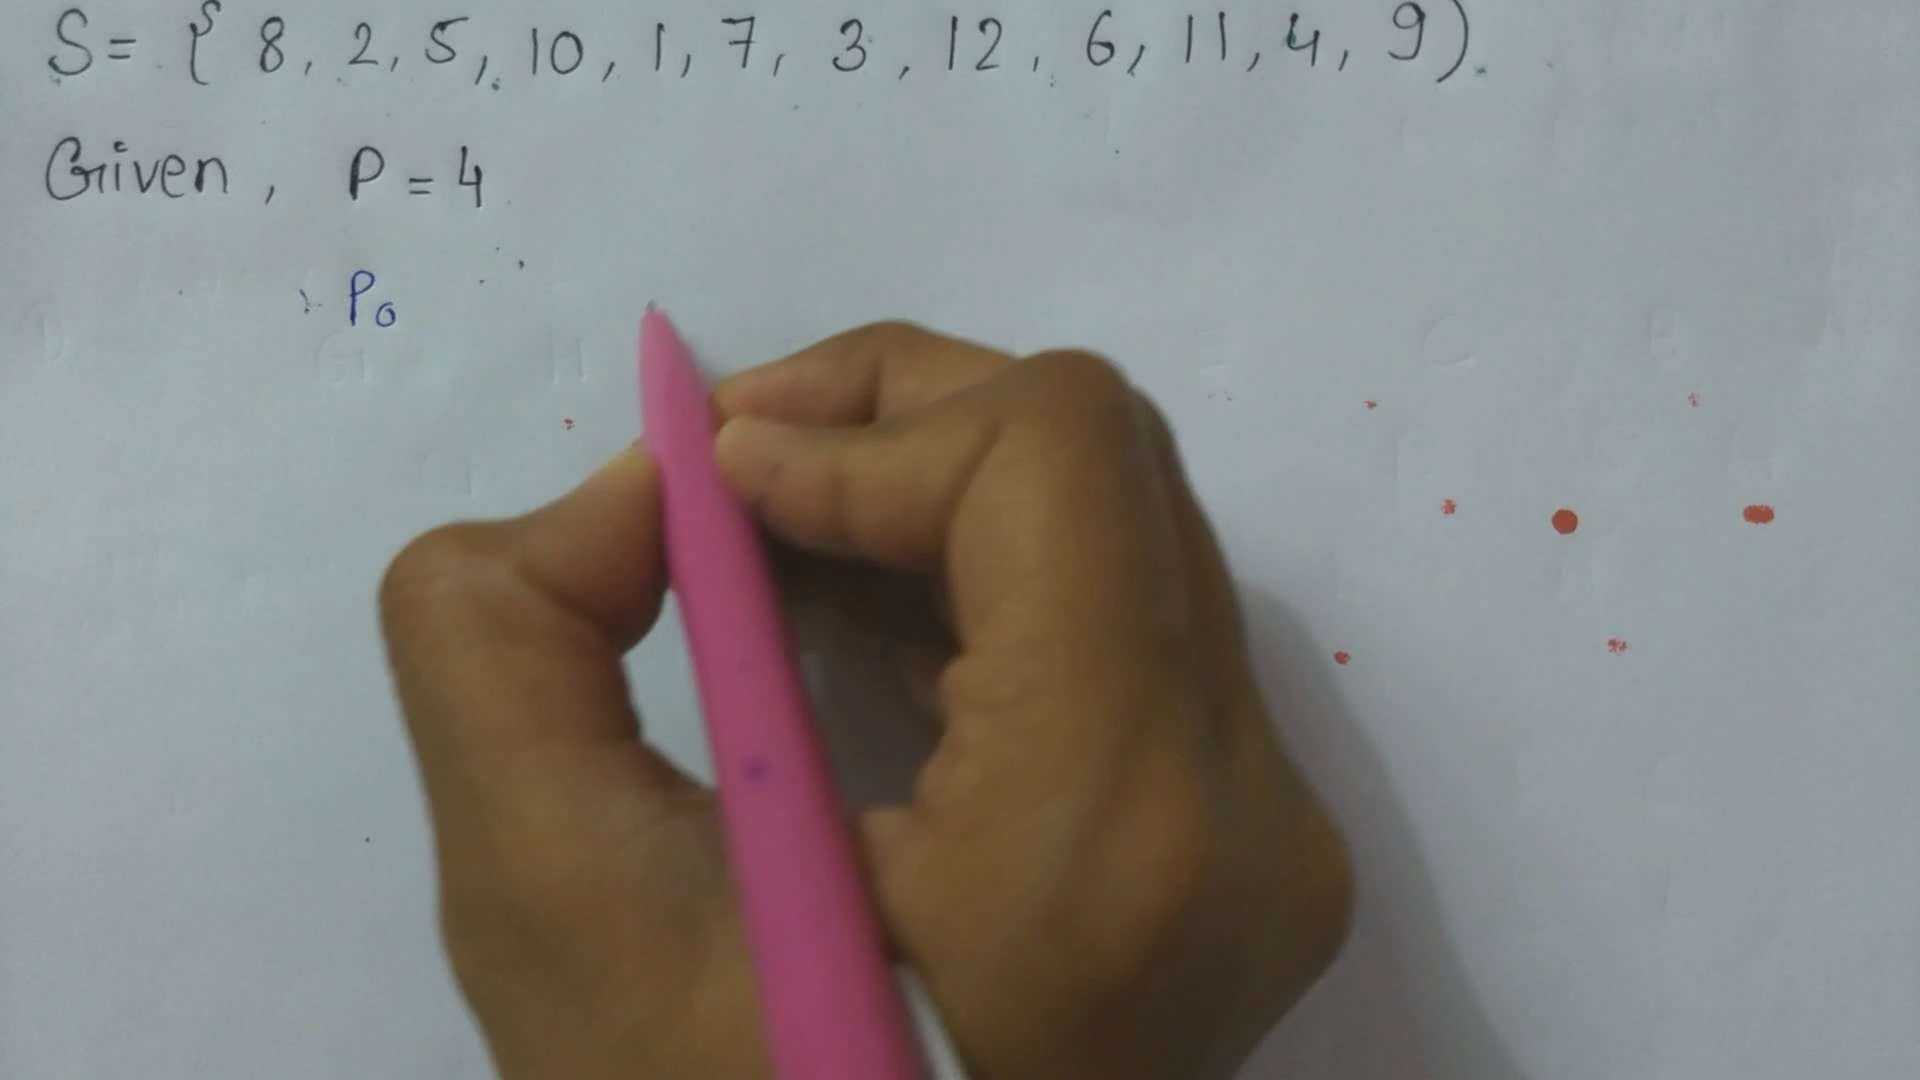 S = { 8, 2, 5, 10, 1, 7, 3, 12, 6, 11, 4, 9)
Given, P = 4
P₀